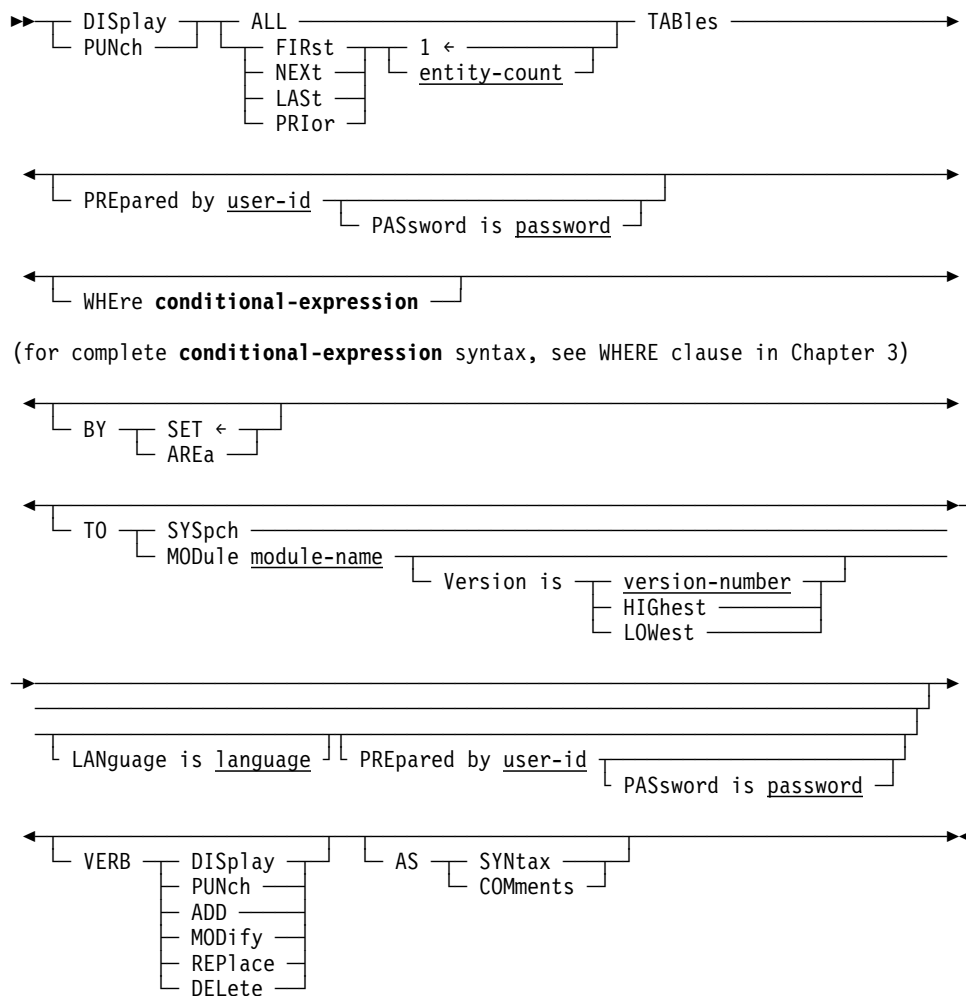 DISplay ALL TABles
PUNch FIRst 1 ←
NEXt entity-count
LASt
PRIor
PREpared by user-id
PASsword is password
WHEre conditional-expression
(for complete conditional-expression syntax, see WHERE clause in Chapter 3)
BY SET ←
AREa
TO SYSpch
MODule module-name
Version is version-number
HIGhest
LOWest
LANguage is language PREpared by user-id
PASsword is password
VERB DISplay AS SYNtax
PUNch COMments
ADD
MODify
REPlace
DELete